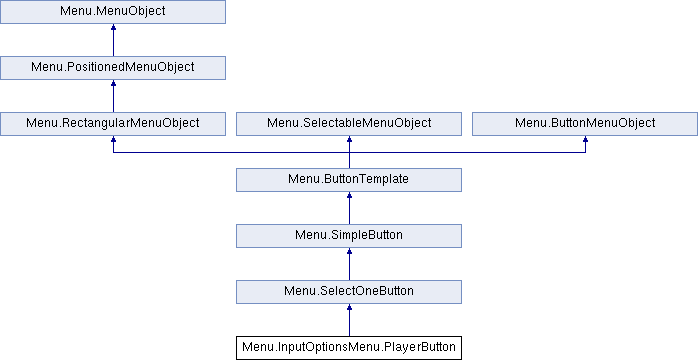 Menu.MenuObject
Menu.PositionedMenuObject
Menu.RectangularMenuObject
Menu.SelectableMenuObject
Menu.ButtonMenuObject
Menu.ButtonTemplate
Menu.SimpleButton
Menu.SelectOneButton
Menu.InputOptionsMenu.PlayerButton